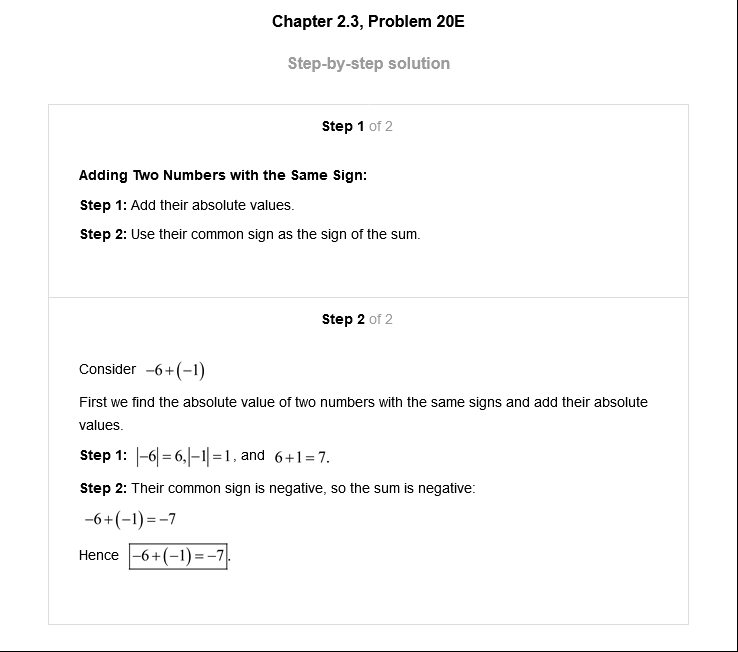 Chapter 2.3, Problem 20E
Step-by-step solution
Step 1 of 2
Adding Two Numbers with the Same Sign:
Step 1: Add their absolute values.
Step 2: Use their common sign as the sign of the sum.
Step 2 of 2
Consider −6+(−1)
First we find the absolute value of two numbers with the same signs and add their absolute
values.
Step 1: |−6|=6,|−1|=1, and 6+1=7.
Step 2: Their common sign is negative, so the sum is negative:
−6+(−1)=−7
Hence −6+(−1)=−7.